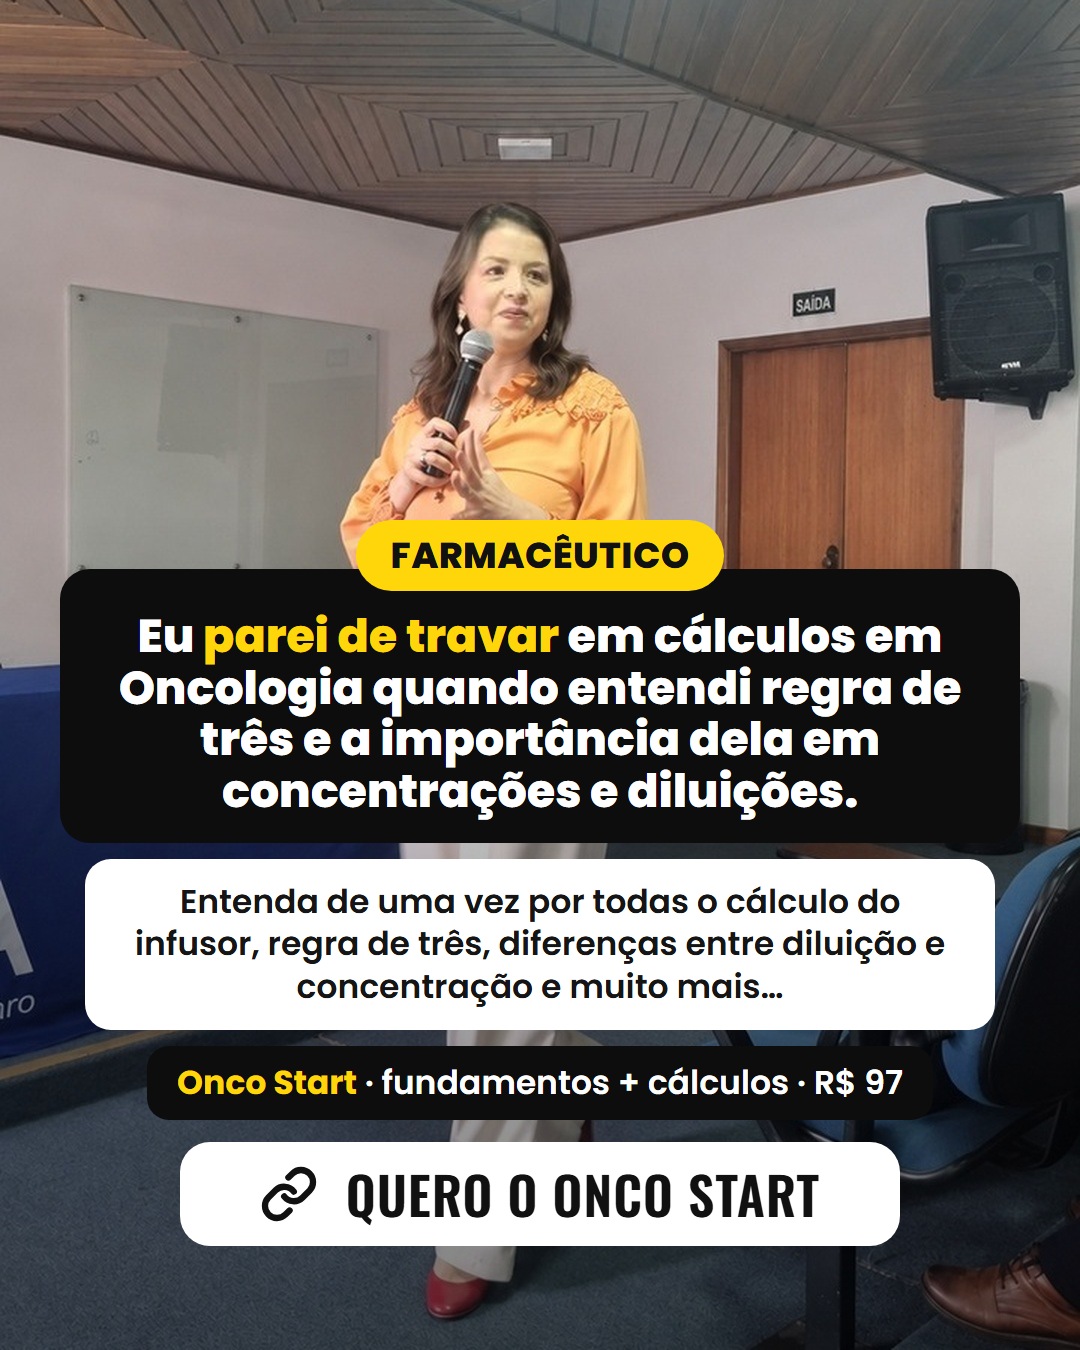 SAÍDA
FARMACÊUTICO
Eu parei de travar em cálculos em
Oncologia quando entendi regra de
três e a importância dela em
concentrações e diluições.
Entenda de uma vez por todas o cálculo do
infusor, regra de três, diferenças entre diluição e
concentração e muito mais...
A
ro
Onco Start · fundamentos + cálculos · R$ 97
QUERO O ONCO START